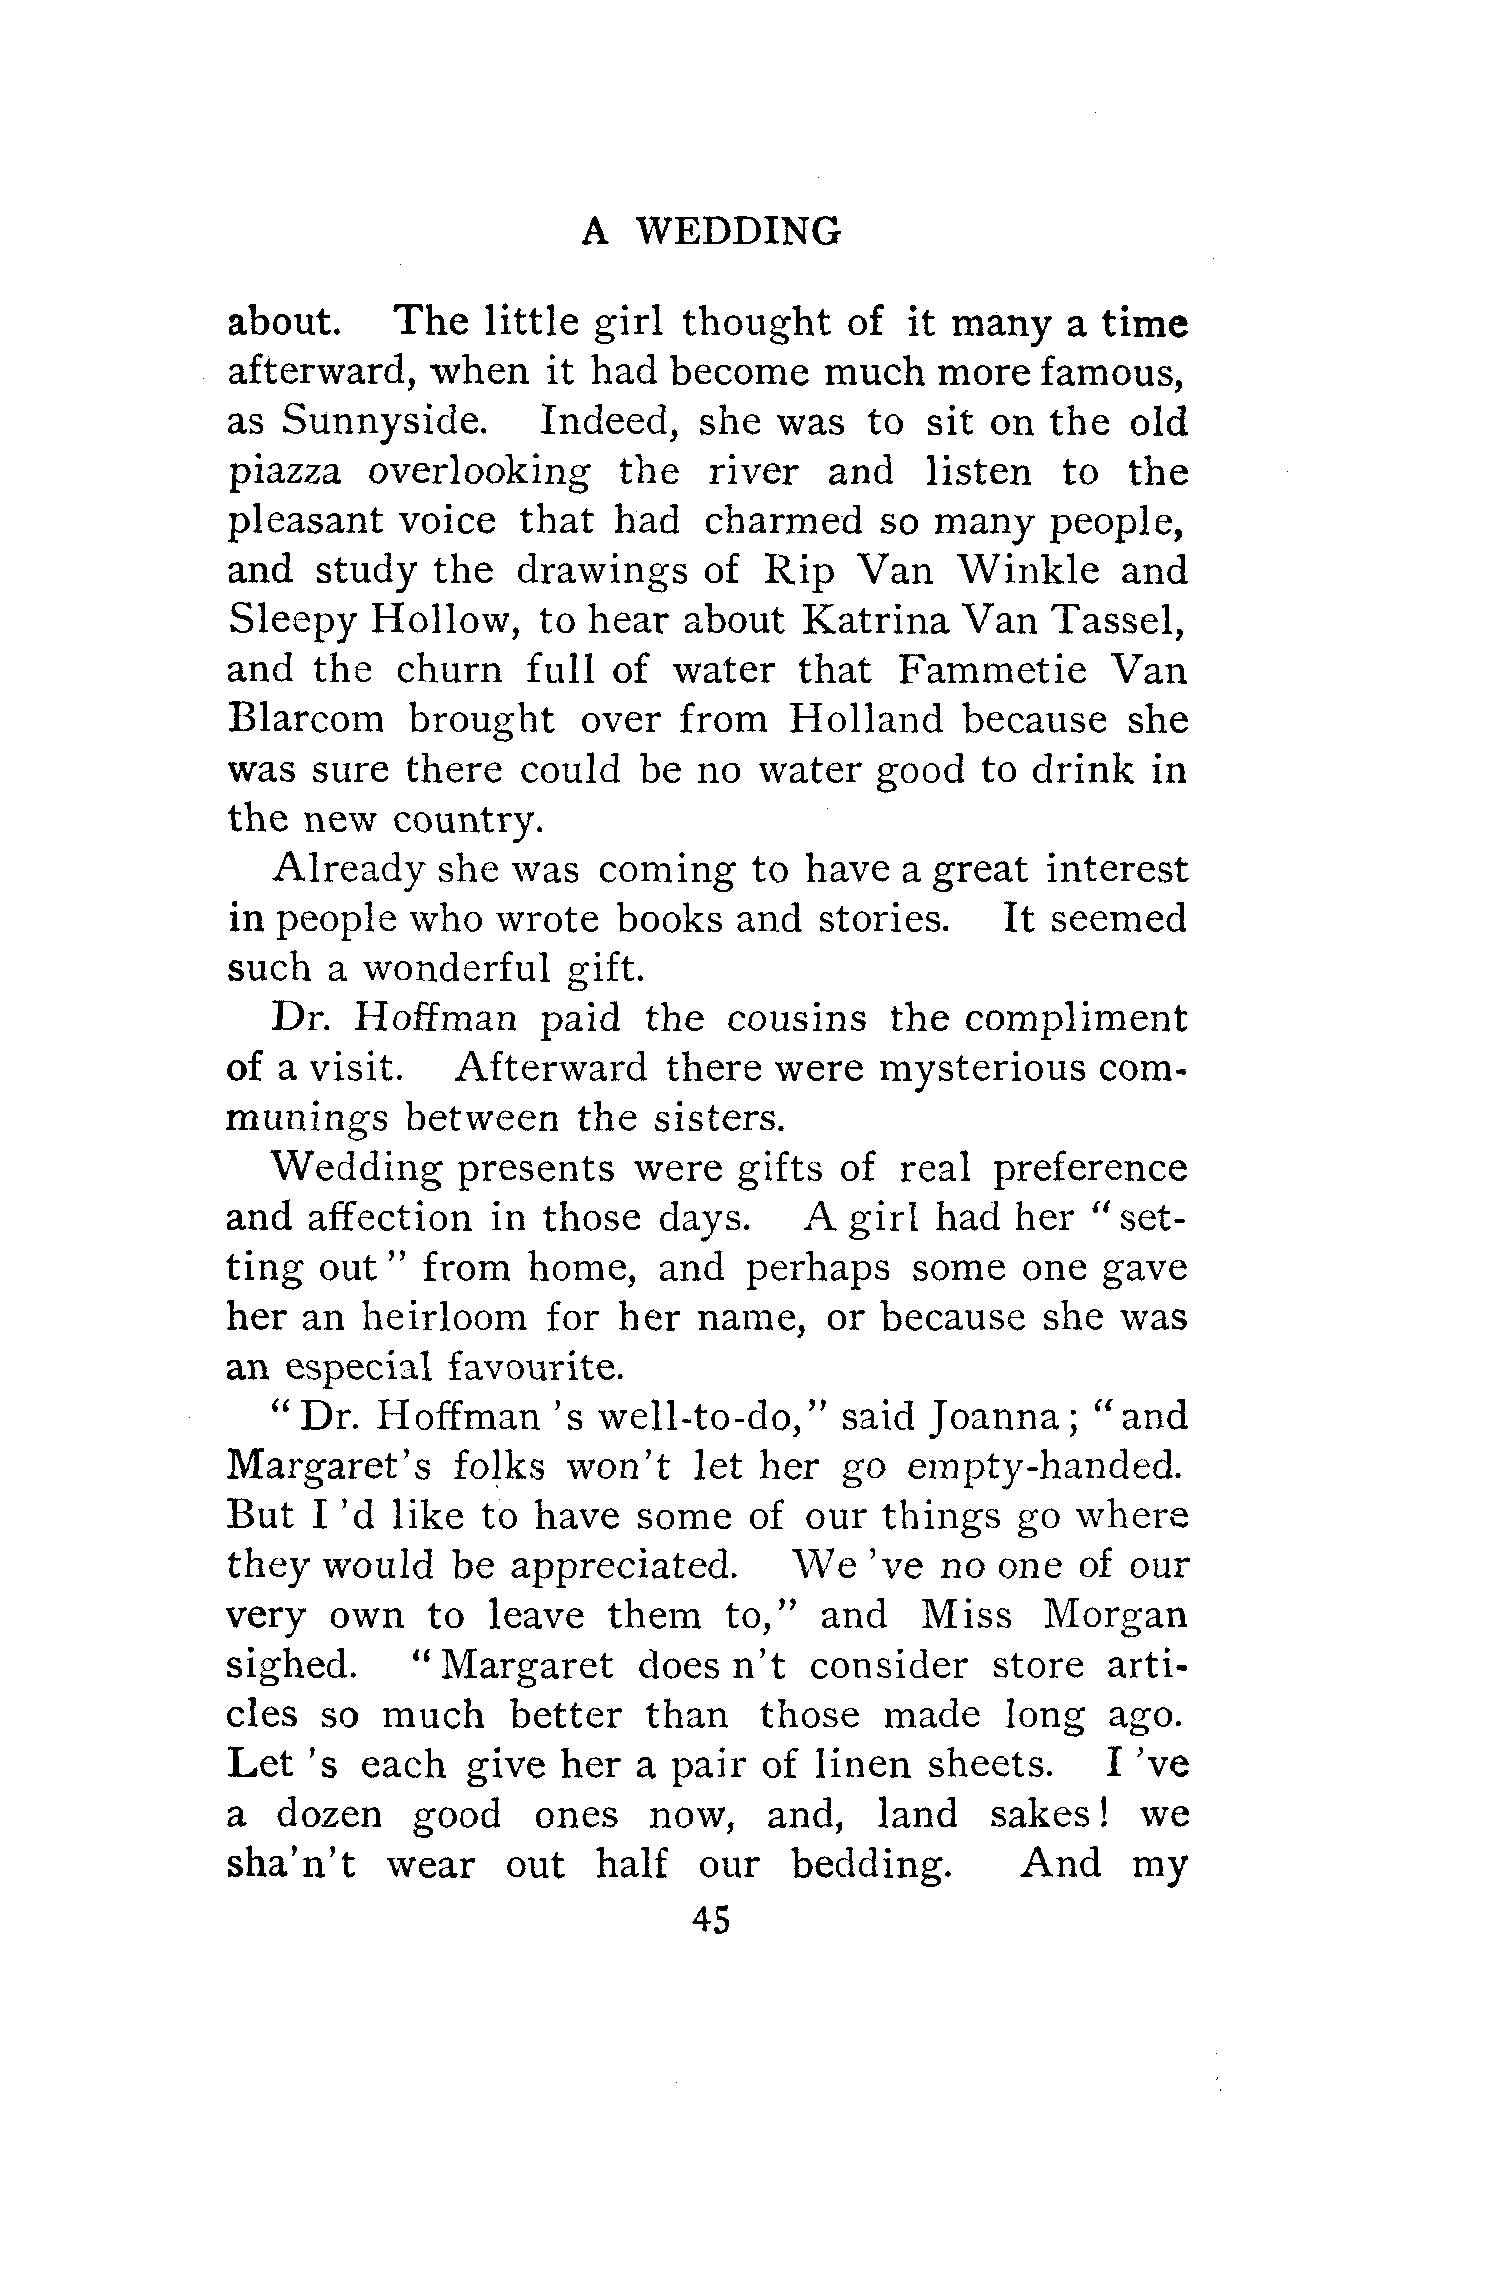 A WEDDING
about. The little girl thought of it many a time
afterward, when it had become much more famous,
as Sunnyside. Indeed, she was to sit on the old
piazza overlooking the river and listen to the
pleasant voice that had charmed so many people,
and study the drawings of Rip Van Winkle and
Sleepy Hollow, to hear about Katrina Van Tassel,
and the churn full of water that Fammetie Van
Blarcom brought over from Holland because she
was sure there could be no water good to drink in
the new country.
Already she was coming to have a great interest
in people who wrote books and stories. It seemed
such a wonderful gift.
Dr. Hoffman paid the cousins the compliment
of a visit. Afterward there were mysterious com-
munings between the sisters.
Wedding presents were gifts of real preference
and affection in those days. A girl had her " set-
ting out " from home, and perhaps some one gave
her an heirloom for her name, or because she was
an especial favourite.
" Dr. Hoffman 's well-to-do," said Joanna ; " and
Margaret's folks won't let her go empty-handed.
But I 'd like to have some of our things go where
they would be appreciated. We 've no one of our
very own to leave them to," and Miss Morgan
sighed. " Margaret does n't consider store arti-
cles so much better than those made long ago.
Let 's each give her a pair of linen sheets. I 've
a dozen good ones now, and, land sakes ! we
sha'n't wear out half our bedding. And my
45